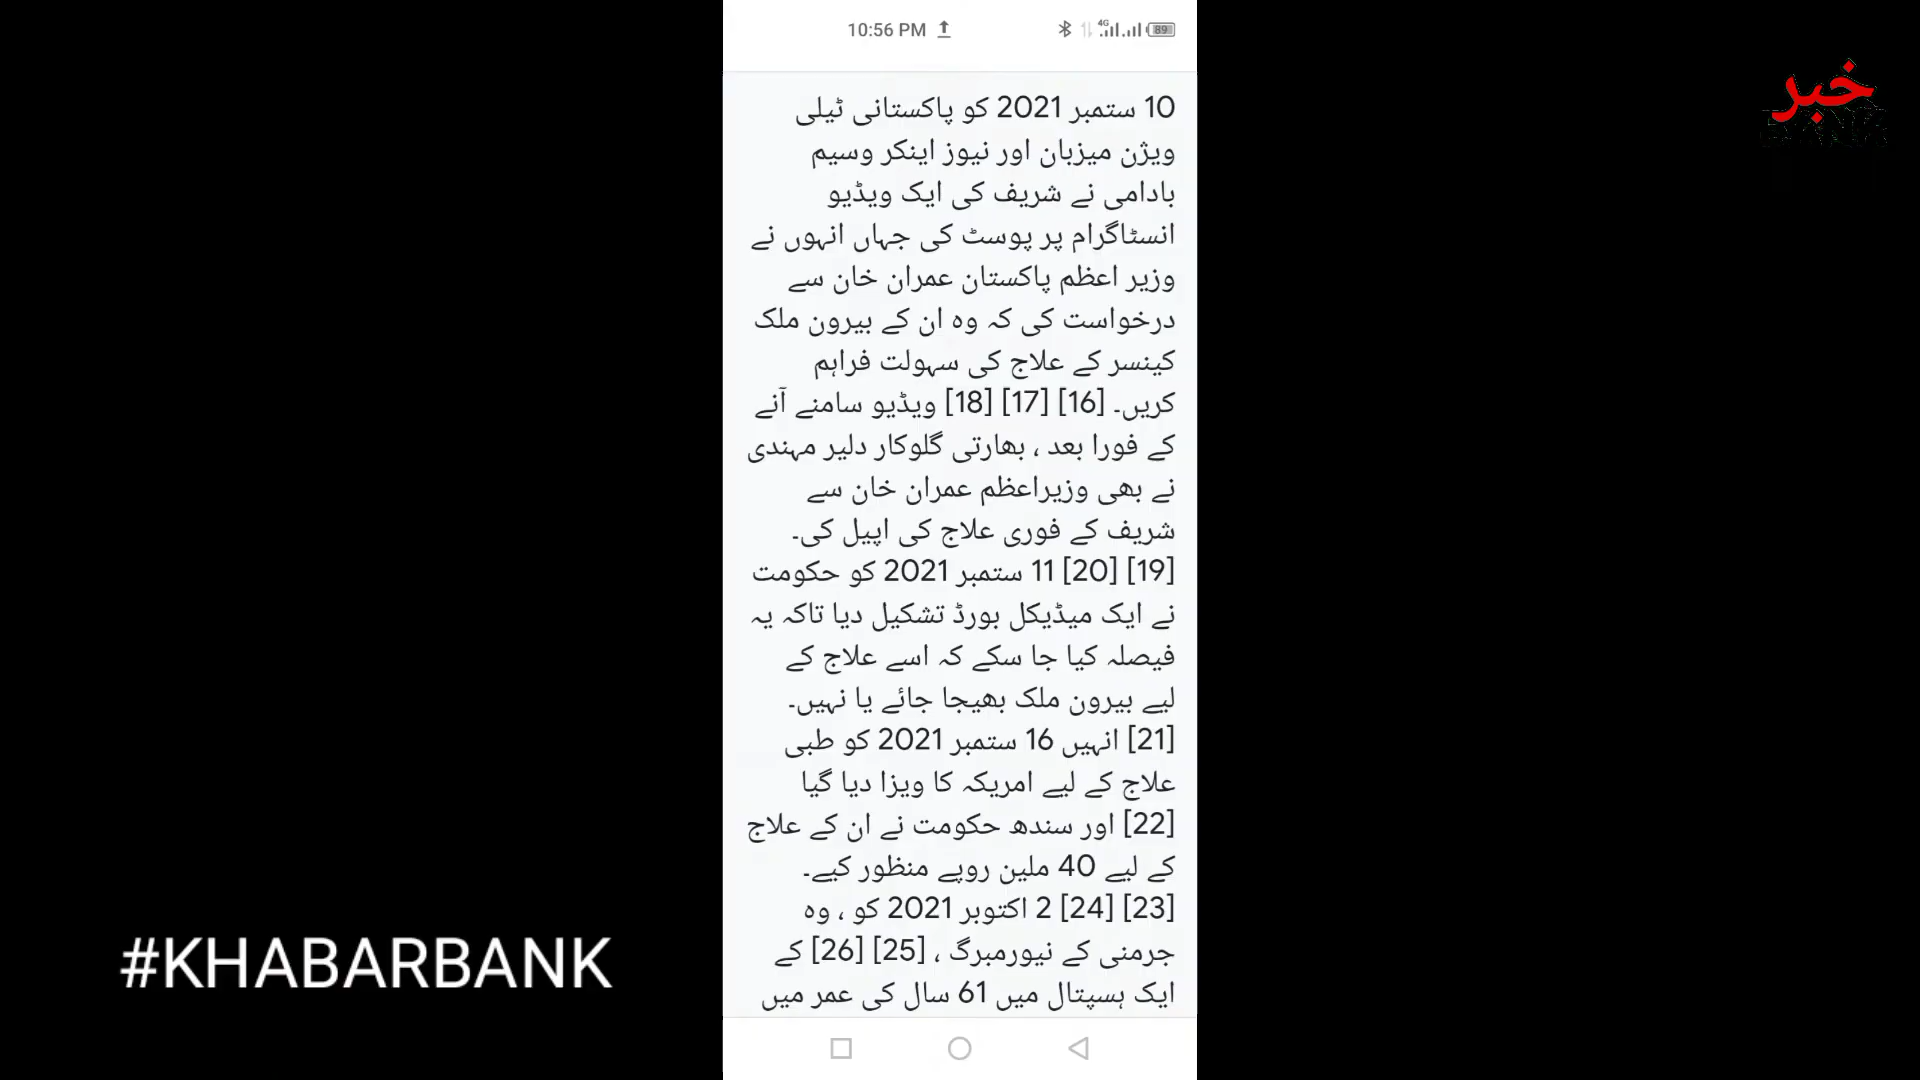 10:56 PM
4G
89
10 ستمبر 2021 کو پاکستانی ٹیلی
ویژن میزبان اور نیوز اینکر وسیم
بادامی نے شریف کی ایک ویڈیو
انسٹاگرام پر پوسٹ کی جہاں انہوں نے
وزیر اعظم پاکستان عمران خان سے
درخواست کی کہ وہ ان کے بیرون ملک
کینسر کے علاج کی سہولت فراہم
کریں۔ [16] [17] [18] ویڈیو سامنے آنے
کے فورا بعد ، بھارتی گلوکار دلیر مہندی
نے بھی وزیراعظم عمران خان سے
شریف کے فوری علاج کی اپیل کی۔
[19] [20] 11 ستمبر 2021 کو حکومت
نے ایک میڈیکل بورڈ تشکیل دیا تاکہ یہ
فیصلہ کیا جا سکے کہ اسے علاج کے
لیے بیرون ملک بھیجا جائے یا نہیں۔
[21] انہیں 16 ستمبر 2021 کو طبی
علاج کے لیے امریکہ کا ویزا دیا گیا
[22] اور سندھ حکومت نے ان کے علاج
کے لیے 40 ملین روپے منظور کیے۔
[23] [24] 2 اکتوبر 2021 کو ، وہ
جرمنی کے نیورمبرگ ، [25] [26] کے
ایک ہسپتال میں 61 سال کی عمر میں
خبر
BANK
#KHABARBANK